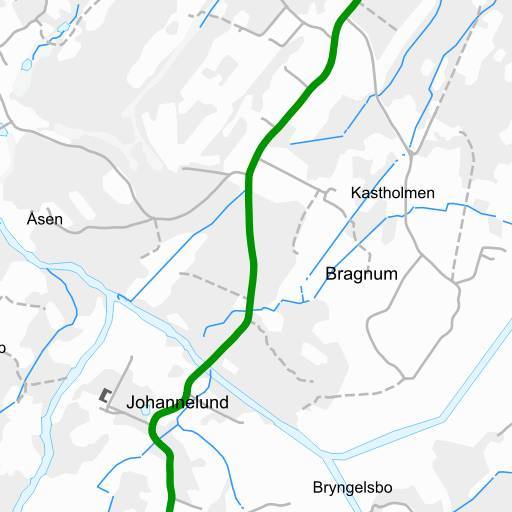 Kastholmen
Åsen
Bragnum
Johannelund
Bryngelsbo